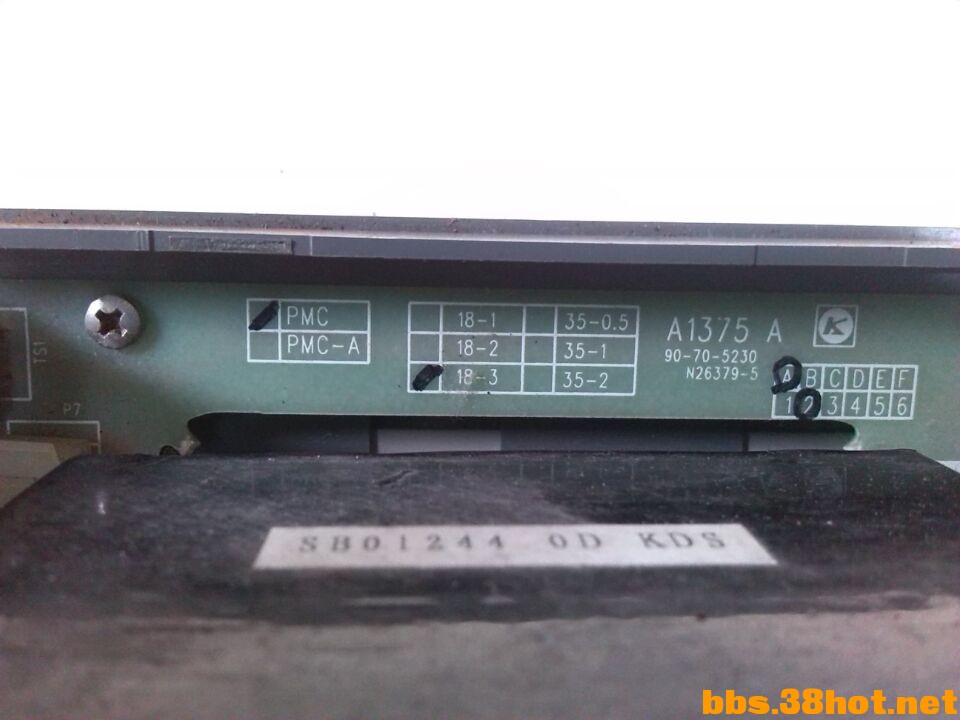 PMC
PMC-A
18-1 35-0.5
18-2 35-1
18-3 35-2
A1375 A
90-70-5230
N26379-5
K
A B C D E F
1 2 3 4 5 6
TS1
P7
SB01244 0D KDS
bbs.38hot.net